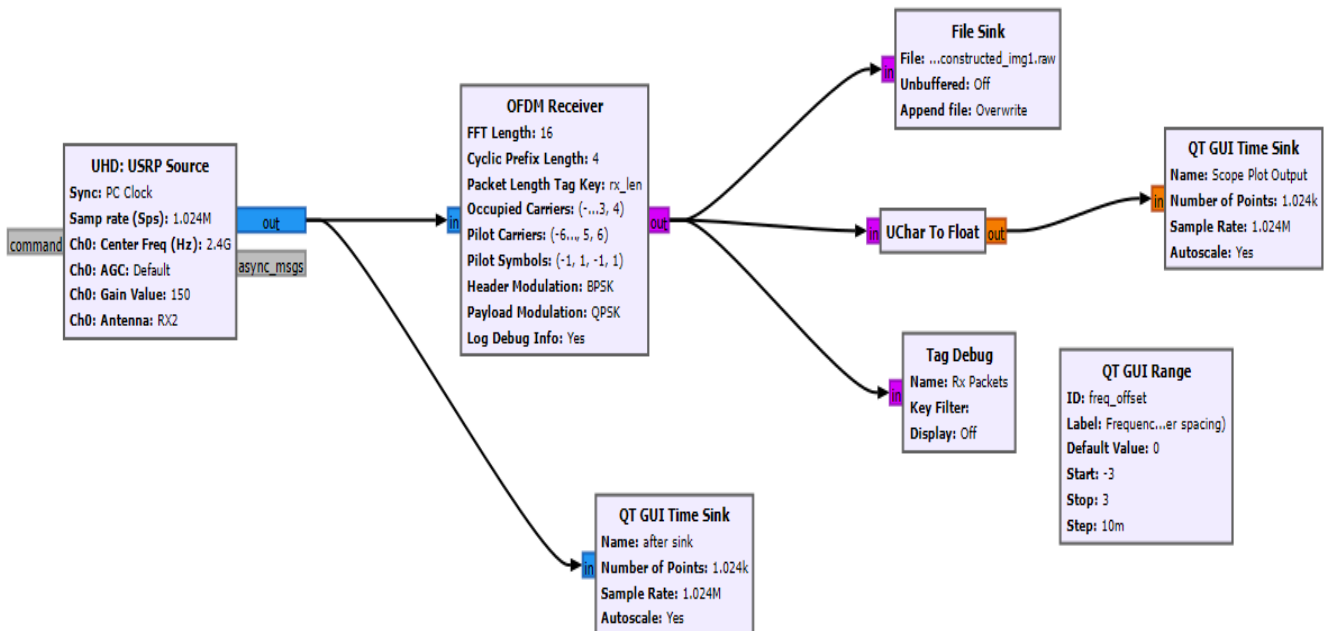 UHD: USRP Source
Sync: PC Clock
Samp rate (Sps): 1.024M
Ch0: Center Freq (Hz): 2.4G
Ch0: AGC: Default
Ch0: Gain Value: 150
Ch0: Antenna: RX2
command
out
async_msgs
OFDM Receiver
FFT Length: 16
Cyclic Prefix Length: 4
Packet Length Tag Key: rx_len
Occupied Carriers: (-...3, 4)
Pilot Carriers: (-6..., 5, 6)
Pilot Symbols: (-1, 1, -1, 1)
Header Modulation: BPSK
Payload Modulation: QPSK
Log Debug Info: Yes
in
out
File Sink
File: ...constructed_img1.raw
Unbuffered: Off
Append file: Overwrite
in
in
UChar To Float
out
QT GUI Time Sink
Name: Scope Plot Output
Number of Points: 1.024k
Sample Rate: 1.024M
Autoscale: Yes
in
Tag Debug
Name: Rx Packets
Key Filter:
Display: Off
in
QT GUI Range
ID: freq_offset
Label: Frequenc...er spacing)
Default Value: 0
Start: -3
Stop: 3
Step: 10m
QT GUI Time Sink
Name: after sink
Number of Points: 1.024k
Sample Rate: 1.024M
Autoscale: Yes
in